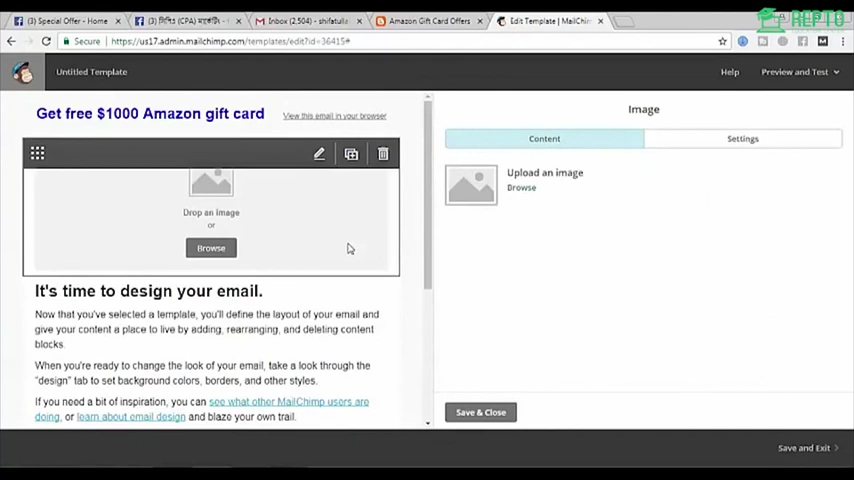 (3) Special Offer - Home
(3) সিপিএ (CPA) মার্কেটিং -
Inbox (2,504) - shifatulla
Amazon Gift Card Offers
Edit Template | MailChim
REPTO
Secure
https://us17.admin.mailchimp.com/templates/edit?id=36415#
Untitled Template
Help
Preview and Test
Get free $1000 Amazon gift card
View this email in your browser
Image
Content
Settings
Upload an image
Browse
Drop an image
or
Browse
It's time to design your email.
Now that you've selected a template, you'll define the layout of your email and
give your content a place to live by adding, rearranging, and deleting content
blocks.
When you're ready to change the look of your email, take a look through the
"design" tab to set background colors, borders, and other styles.
If you need a bit of inspiration, you can see what other MailChimp users are
doing, or learn about email design and blaze your own trail.
Save & Close
Save and Exit